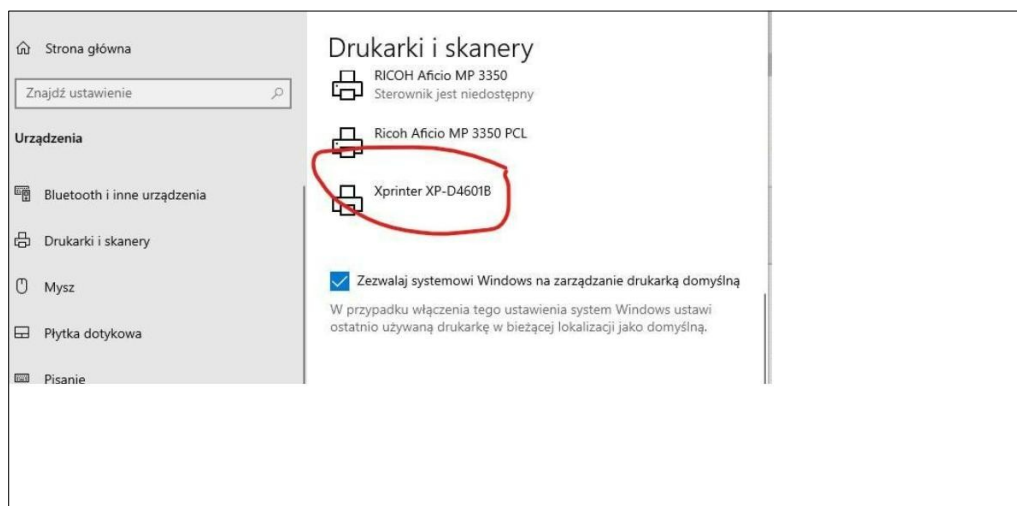 Strona główna
Znajdź ustawienie
Urządzenia
Bluetooth i inne urządzenia
Drukarki i skanery
Mysz
Płytka dotykowa
Pisanie
Drukarki i skanery
RICOH Aficio MP 3350
Sterownik jest niedostępny
Ricoh Aficio MP 3350 PCL
Xprinter XP-D4601B
Zezwalaj systemowi Windows na zarządzanie drukarką domyślną
W przypadku włączenia tego ustawienia system Windows ustawi
ostatnio używaną drukarkę w bieżącej lokalizacji jako domyślną.